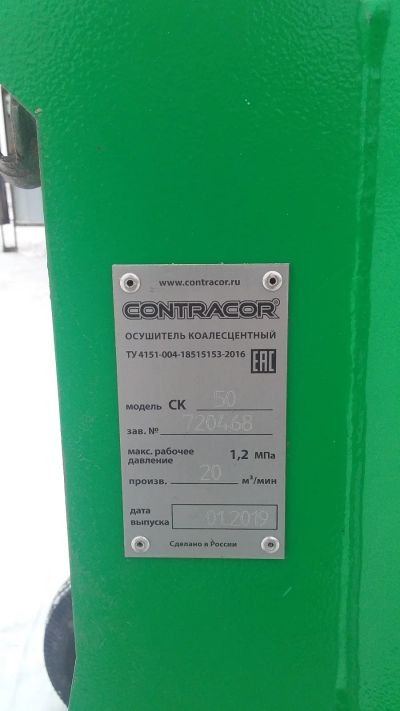 www.contracor.ru
CONTRACOR®
ОСУШИТЕЛЬ КОАЛЕСЦЕНТНЫЙ
ТУ 4151-004-18515153-2016 EAC
модель СК 50
зав. № 720468
макс. рабочее
давление 1,2 МПа
произв. 20 м³/мин
дата
выпуска 01.2019
Сделано в России